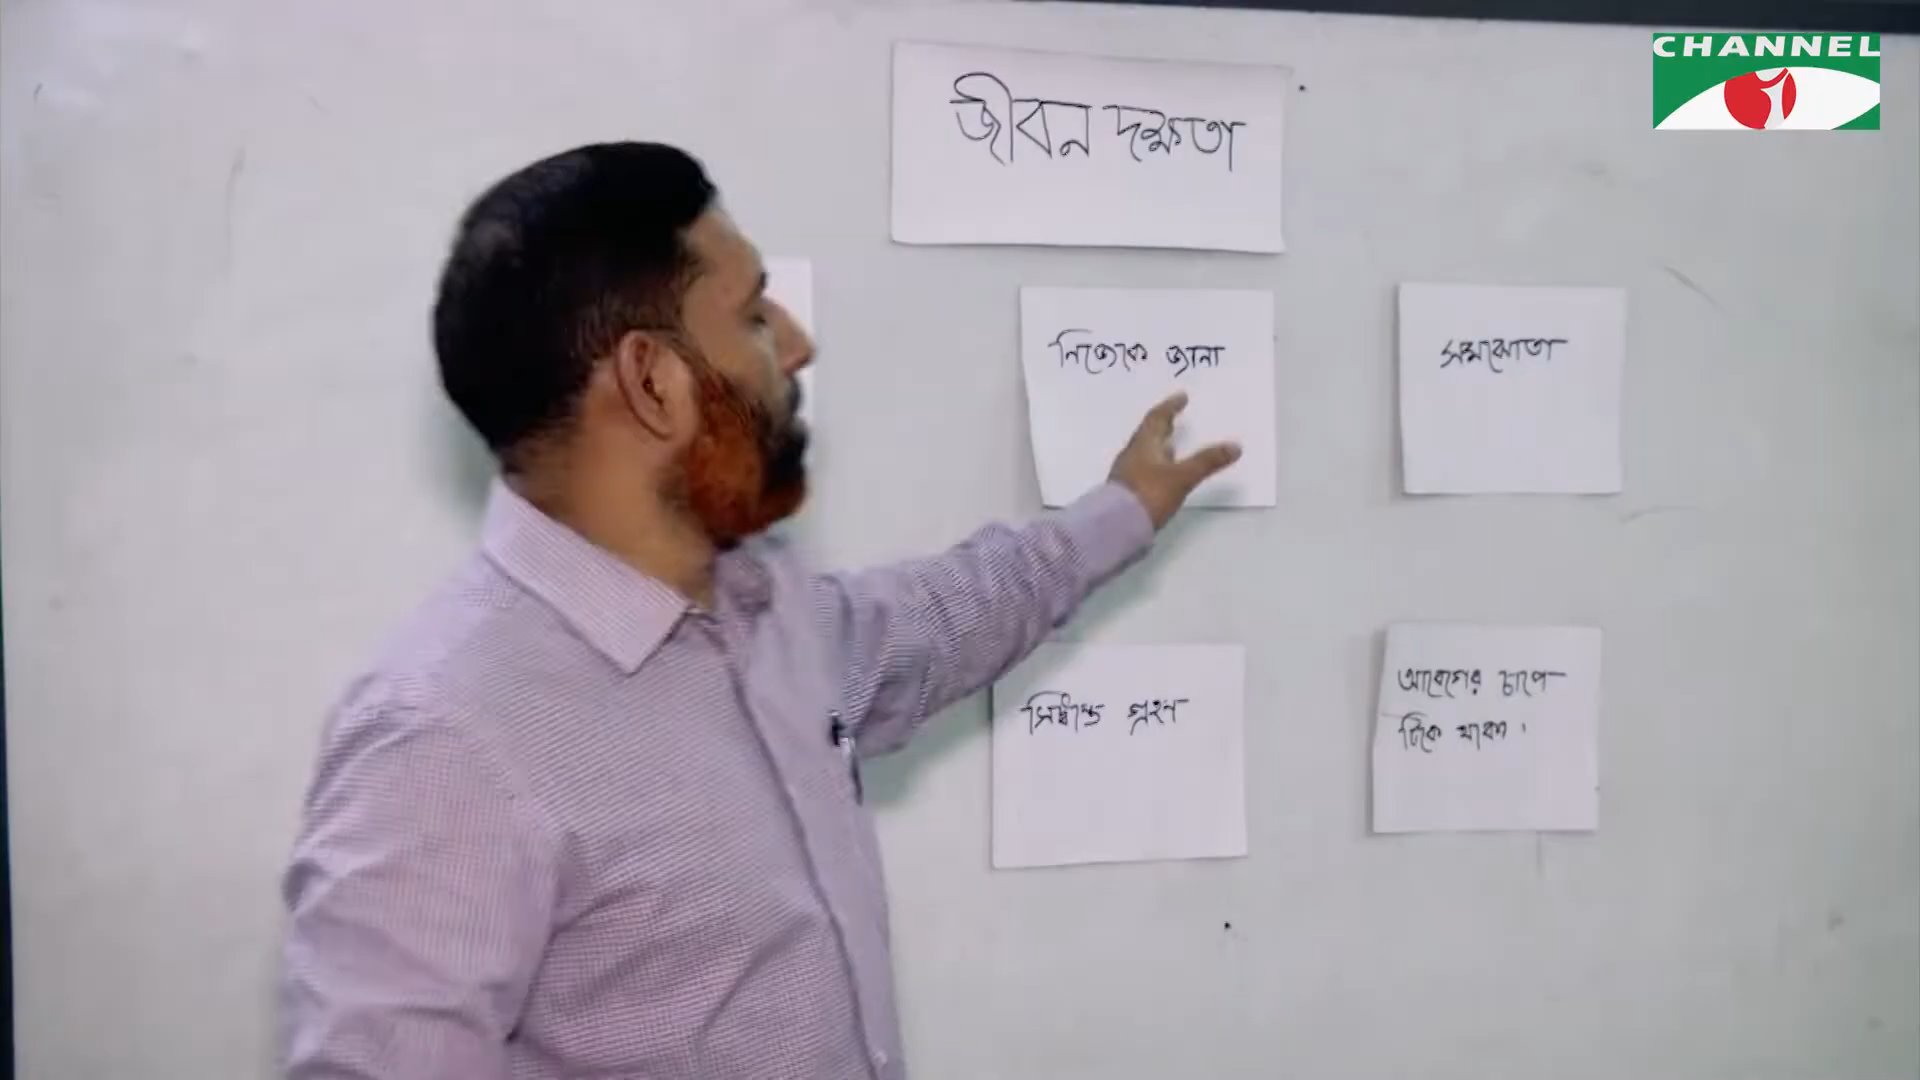 CHANNEL
জীবন দক্ষতা
নিজেকে জানা
সমঝোতা
সিদ্ধান্ত গ্রহণ
আবেগের চাপে
টিকে থাকা।